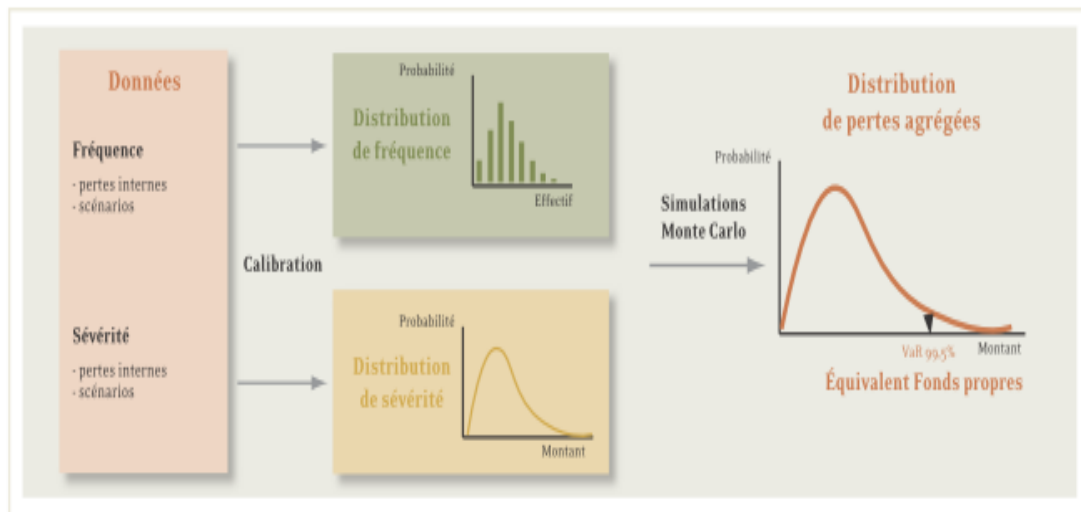 Données
Fréquence
- pertes internes
- scénarios
Sévérité
- pertes internes
- scénarios
Calibration
Probabilité
Distribution
de fréquence
Effectif
Probabilité
Distribution
de sévérité
Montant
Simulations
Monte Carlo
Distribution
de pertes agrégées
Probabilité
VaR 99,5%
Montant
Équivalent Fonds propres